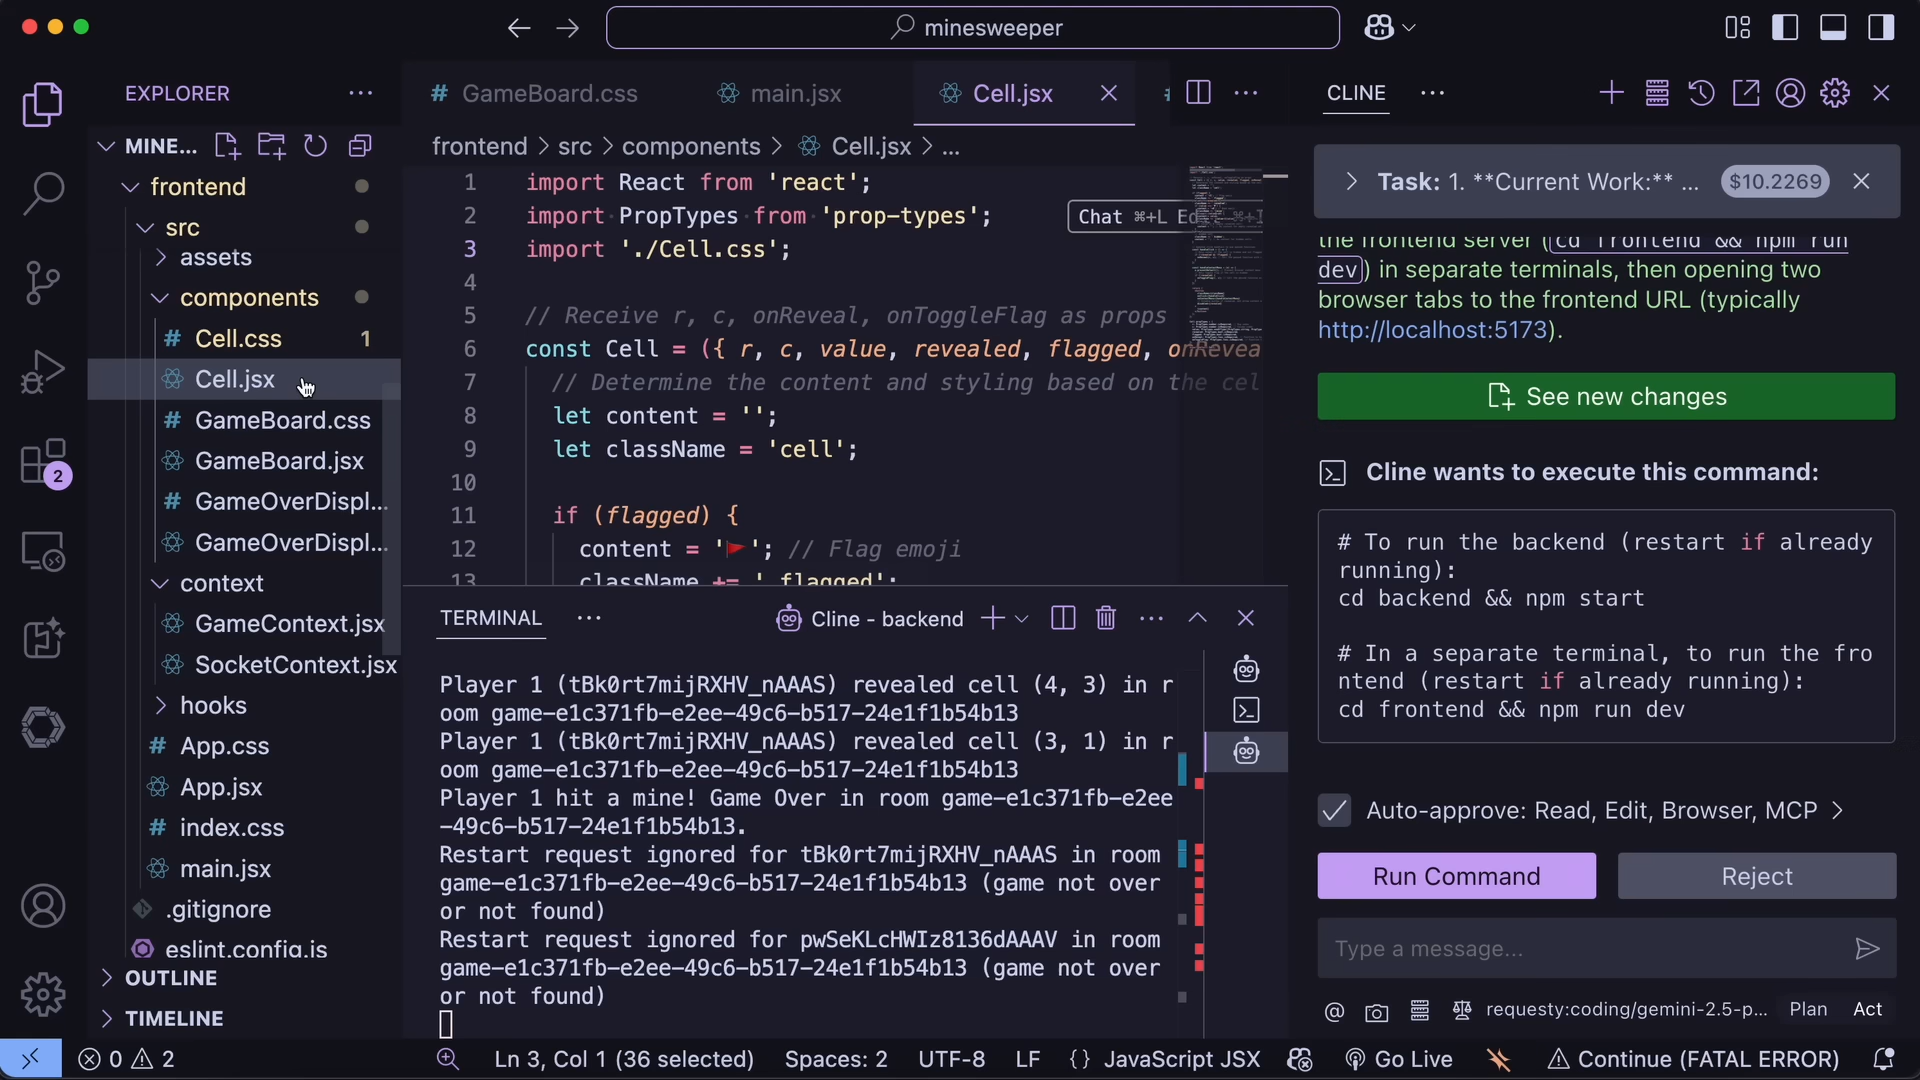 minesweeper
EXPLORER
MINE...
frontend
src
assets
components
Cell.css 1
Cell.jsx
GameBoard.css
GameBoard.jsx
GameOverDispl...
GameOverDispl...
context
GameContext.jsx
SocketContext.jsx
hooks
App.css
App.jsx
index.css
main.jsx
.gitignore
eslint.config.js
OUTLINE
TIMELINE
2
# GameBoard.css main.jsx Cell.jsx
frontend > src > components > Cell.jsx > ...
1 import React from 'react';
2 import PropTypes from 'prop-types';
Chat ⌘+L
3 import './Cell.css';
4
5 // Receive r, c, onReveal, onToggleFlag as props
6 const Cell = ({ r, c, value, revealed, flagged, onRevea
7 // Determine the content and styling based on the cel
8 let content = '';
9 let className = 'cell';
10
11 if (flagged) {
12 content = '🚩'; // Flag emoji
13 className += ' flagged';
TERMINAL
Cline - backend
Player 1 (tBk0rt7mijRXHV_nAAAS) revealed cell (4, 3) in r
oom game-e1c371fb-e2ee-49c6-b517-24e1f1b54b13
Player 1 (tBk0rt7mijRXHV_nAAAS) revealed cell (3, 1) in r
oom game-e1c371fb-e2ee-49c6-b517-24e1f1b54b13
Player 1 hit a mine! Game Over in room game-e1c371fb-e2ee
-49c6-b517-24e1f1b54b13.
Restart request ignored for tBk0rt7mijRXHV_nAAAS in room
game-e1c371fb-e2ee-49c6-b517-24e1f1b54b13 (game not over
or not found)
Restart request ignored for pwSeKLcHWIz8136dAAAV in room
game-e1c371fb-e2ee-49c6-b517-24e1f1b54b13 (game not over
or not found)
CLINE
Task: 1. **Current Work:** ... $10.2269
the frontend server (cd frontend && npm run
dev) in separate terminals, then opening two
browser tabs to the frontend URL (typically
http://localhost:5173).
See new changes
Cline wants to execute this command:
# To run the backend (restart if already
running):
cd backend && npm start
# In a separate terminal, to run the fro
ntend (restart if already running):
cd frontend && npm run dev
Auto-approve: Read, Edit, Browser, MCP >
Run Command Reject
Type a message...
@ requesty:coding/gemini-2.5-p... Plan Act
0 2 Ln 3, Col 1 (36 selected) Spaces: 2 UTF-8 LF {} JavaScript JSX Go Live Continue (FATAL ERROR)